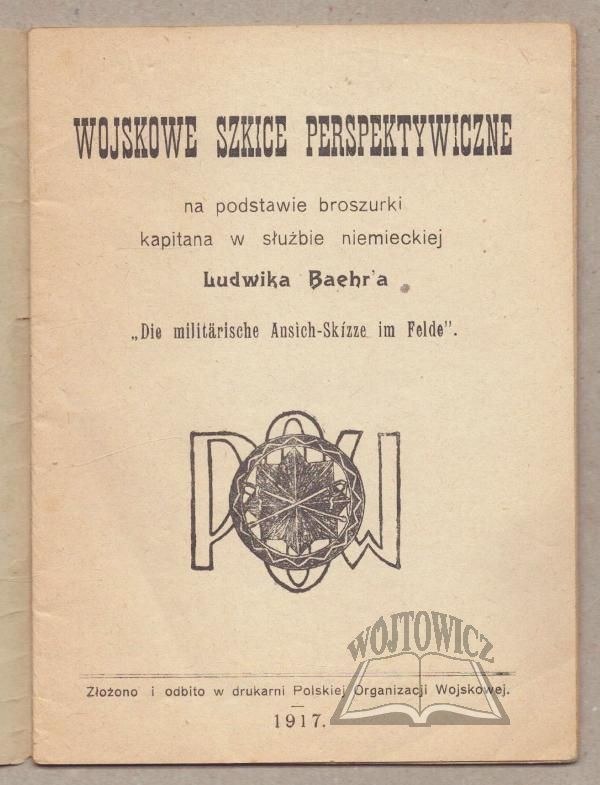 WOJSKOWE SZKICE PERSPEKTYWICZNE
na podstawie broszurki
kapitana w służbie niemieckiej
Ludwika Baehr'a
„Die militärische Ansich-Skizze im Felde".
POW
WÓJTOWICZ
Złożono i odbito w drukarni Polskiej Organizacji Wojskowej.
1917.